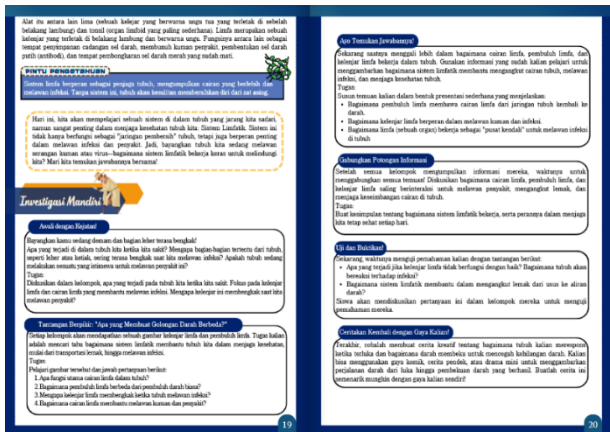 Alat itu antara lain lima (sebuah kelejar yang berwarna ungu tua yang terletak di sebelah
belakang lambung) dan tonsil (organ limfoid yang paling sederhana). Limfa merupakan sebuah
kelenjar yang terletak di belakang lambung dan berwarna ungu. Fungsinya antara lain sebagai
tempat penyimpanan cadangan sel darah, membunuh kuman penyakit, pembentukan sel darah
putih (antibodi), dan tempat pembongkaran sel darah merah yang sudah mati.
PINTU PENGETAHUAN
Sistem limfa berperan sebagai penjaga tubuh, mengumpulkan cairan yang berlebih dan
melawan infeksi. Tanpa sistem ini, tubuh akan kesulitan membersihkan diri dari zat asing.
Hari ini, kita akan mempelajari sebuah sistem di dalam tubuh yang jarang kita sadari,
namun sangat penting dalam menjaga kesehatan tubuh kita: Sistem Limfatik. Sistem ini
tidak hanya berfungsi sebagai "jaringan pembersih" tubuh, tetapi juga berperan penting
dalam melawan infeksi dan penyakit. Jadi, bayangkan tubuh kita sedang melawan
serangan kuman atau virus—bagaimana sistem limfatik bekerja keras untuk melindungi
kita? Mari kita temukan jawabannya bersama!
Investigasi Mandiri
Awali dengan Kejutan!
Bayangkan kamu sedang demam dan bagian leher terasa bengkak!
Apa yang terjadi di dalam tubuh kita ketika kita sakit? Mengapa bagian-bagian tertentu dari tubuh,
seperti leher atau ketiak, sering terasa bengkak saat kita melawan infeksi? Apakah tubuh sedang
melakukan sesuatu yang istimewa untuk melawan penyakit ini?
Tugas:
Diskusikan dalam kelompok, apa yang terjadi pada tubuh kita ketika kita sakit. Fokus pada kelenjar
limfa dan cairan limfa yang membantu melawan infeksi. Mengapa kelenjar ini membengkak saat kita
melawan penyakit?
Tantangan Berpikir: "Apa yang Membuat Golongan Darah Berbeda?"
Setiap kelompok akan mendapatkan sebuah gambar kelenjar limfa dan pembuluh limfa. Tugas kalian
adalah mencari tahu bagaimana sistem limfatik membantu tubuh kita dalam menjaga kesehatan,
mulai dari transportasi lemak, hingga melawan infeksi.
Tugas:
Pelajari gambar tersebut dan jawab pertanyaan berikut:
1. Apa fungsi utama cairan limfa dalam tubuh?
2. Bagaimana pembuluh limfa berbeda dari pembuluh darah biasa?
3. Mengapa kelenjar limfa membengkak ketika tubuh melawan infeksi?
4. Bagaimana cairan limfa membantu melawan kuman dan penyakit?
19
Ayo Temukan Jawabannya!
Sekarang saatnya menggali lebih dalam bagaimana cairan limfa, pembuluh limfa, dan
kelenjar limfa bekerja dalam tubuh. Gunakan informasi yang sudah kalian pelajari untuk
menggambarkan bagaimana sistem limfatik membantu mengangkut cairan tubuh, melawan
infeksi, dan menjaga kesehatan tubuh.
Tugas:
Susun temuan kalian dalam bentuk presentasi sederhana yang menjelaskan:
• Bagaimana pembuluh limfa membawa cairan limfa dari jaringan tubuh kembali ke
darah.
• Bagaimana kelenjar limfa berperan dalam melawan kuman dan infeksi.
• Bagaimana limfa (sebuah organ) bekerja sebagai "pusat kendali" untuk melawan infeksi
di tubuh
Gabungkan Potongan Informasi
Setelah semua kelompok mengumpulkan informasi mereka, waktunya untuk
menggabungkan semua temuan! Diskusikan bagaimana cairan limfa, pembuluh limfa, dan
kelenjar limfa saling berinteraksi untuk melawan penyakit, mengangkut lemak, dan
menjaga keseimbangan cairan di tubuh.
Tugas:
Buat kesimpulan tentang bagaimana sistem limfatik bekerja, serta perannya dalam menjaga
kita tetap sehat setiap hari.
Uji dan Buktikan!
Sekarang, waktunya menguji pemahaman kalian dengan tantangan berikut:
• Apa yang terjadi jika kelenjar limfa tidak berfungsi dengan baik? Bagaimana tubuh akan
bereaksi terhadap infeksi?
• Bagaimana sistem limfatik membantu dalam mengangkut lemak dari usus ke aliran
darah?
Siswa akan mendiskusikan pertanyaan ini dalam kelompok mereka untuk menguji
pemahaman mereka.
Ceritakan Kembali dengan Gaya Kalian!
Terakhir, cobalah membuat cerita kreatif tentang bagaimana tubuh kalian merespons
ketika terluka dan bagaimana darah membeku untuk mencegah kehilangan darah. Kalian
bisa menggunakan gaya komik, cerita pendek, atau drama mini untuk menggambarkan
perjalanan darah dari luka hingga pembekuan darah yang berhasil. Buatlah cerita ini
semenarik mungkin dengan gaya kalian sendiri!
20